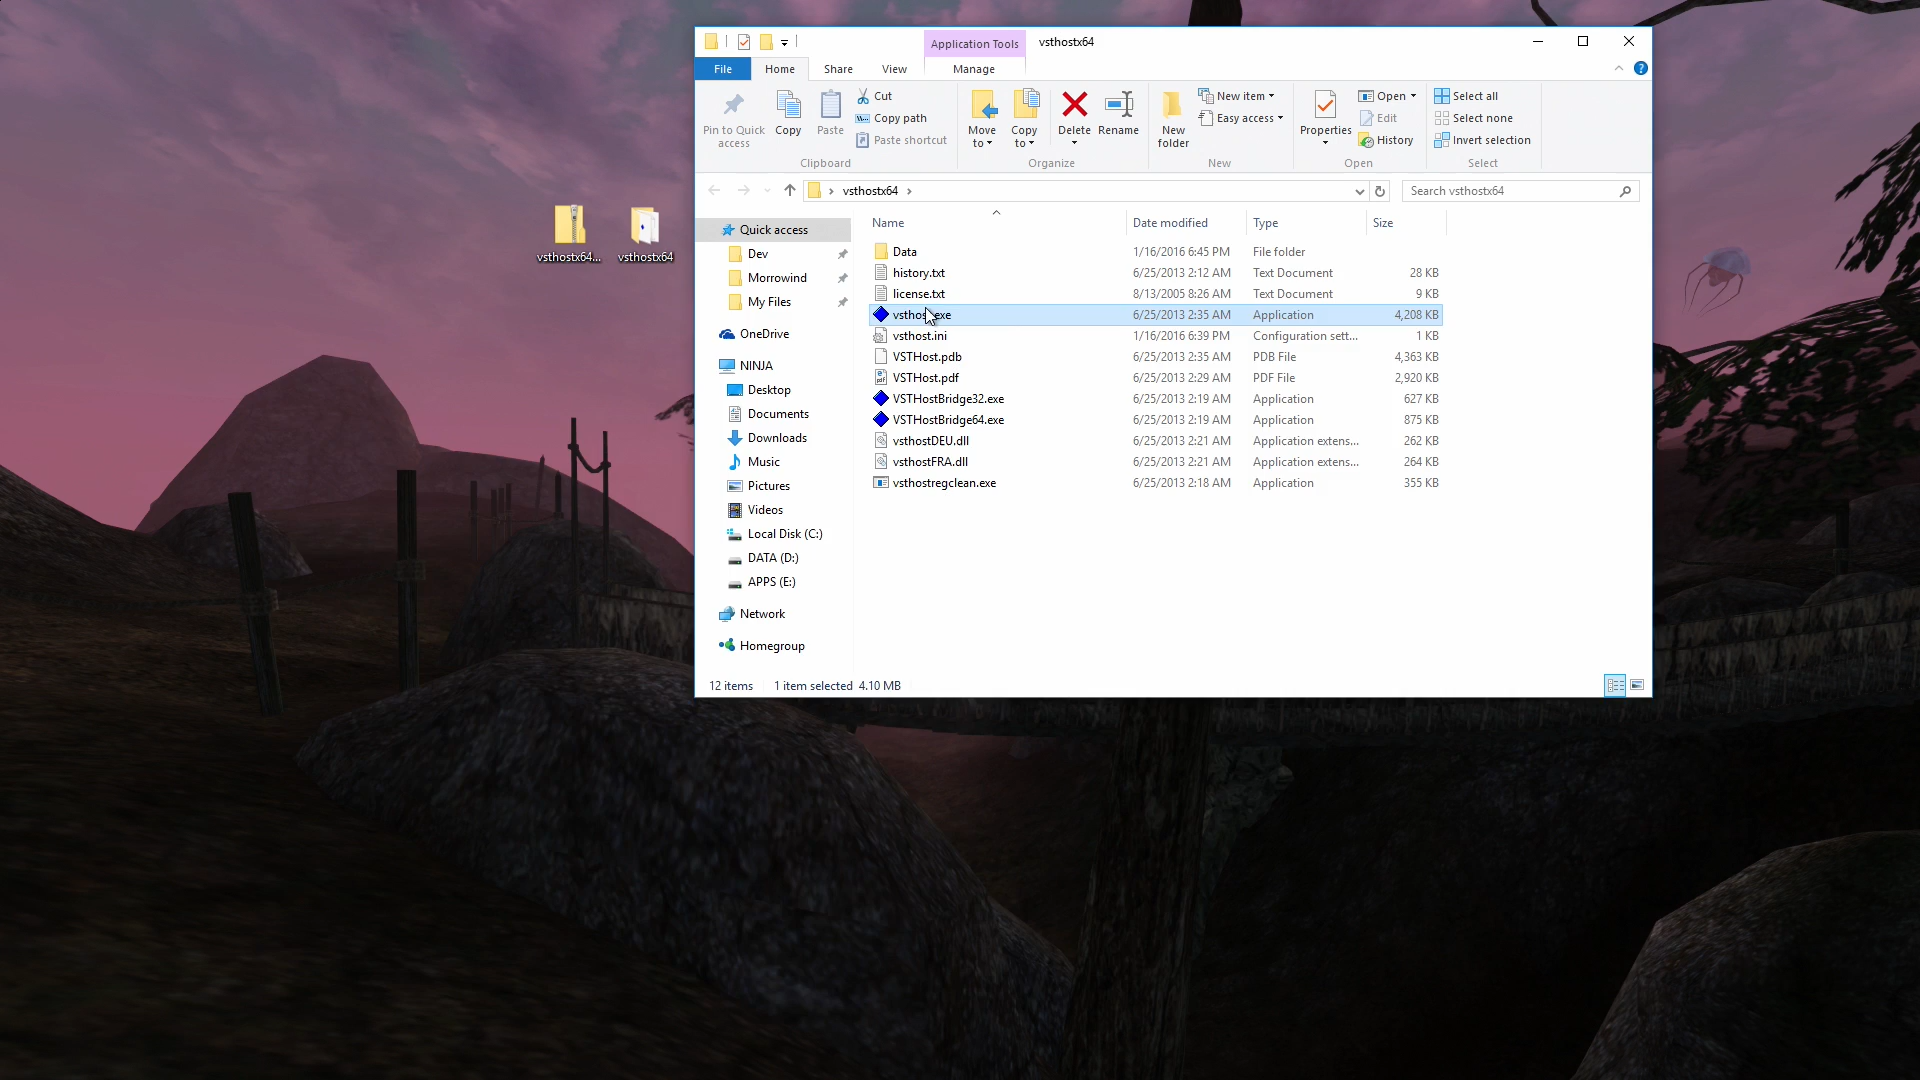 Application Tools
vsthostx64
File
Home
Share
View
Manage
Pin to Quick access
Copy
Paste
Cut
Copy path
Paste shortcut
Clipboard
Move to
Copy to
Delete
Rename
Organize
New folder
New item
Easy access
New
Properties
Open
Edit
History
Open
Select all
Select none
Invert selection
Select
vsthostx64
Search vsthostx64
Name Date modified Type Size
Quick access
Dev
Morrowind
My Files
OneDrive
NINJA
Desktop
Documents
Downloads
Music
Pictures
Videos
Local Disk (C:)
DATA (D:)
APPS (E:)
Network
Homegroup
Data 1/16/2016 6:45 PM File folder
history.txt 6/25/2013 2:12 AM Text Document 28 KB
license.txt 8/13/2005 8:26 AM Text Document 9 KB
vsthost.exe 6/25/2013 2:35 AM Application 4,208 KB
vsthost.ini 1/16/2016 6:39 PM Configuration sett... 1 KB
VSTHost.pdb 6/25/2013 2:35 AM PDB File 4,363 KB
VSTHost.pdf 6/25/2013 2:29 AM PDF File 2,920 KB
VSTHostBridge32.exe 6/25/2013 2:19 AM Application 627 KB
VSTHostBridge64.exe 6/25/2013 2:19 AM Application 875 KB
vsthostDEU.dll 6/25/2013 2:21 AM Application extens... 262 KB
vsthostFRA.dll 6/25/2013 2:21 AM Application extens... 264 KB
vsthostregclean.exe 6/25/2013 2:18 AM Application 355 KB
12 items 1 item selected 4.10 MB
vsthostx64...
vsthostx64